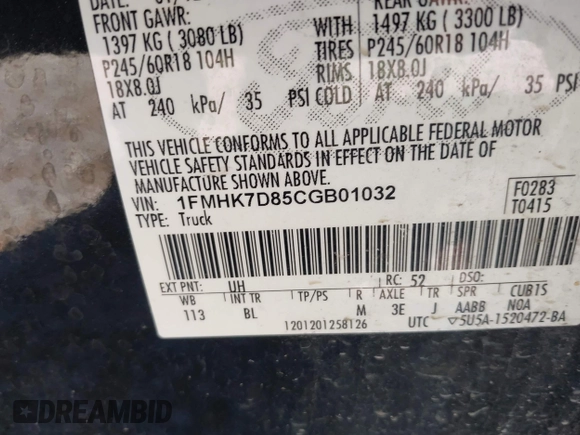 FRONT GAWR:
1397 KG ( 3080 LB)
P245/60R18 104H
18X8.0J
AT 240 kPa/ 35 PSI COLD
WITH
TIRES
RIMS
1497 KG ( 3300 LB)
P245/60R18 104H
18X8.0J
AT 240 kPa/ 35 PSI
THIS VEHICLE CONFORMS TO ALL APPLICABLE FEDERAL MOTOR
VEHICLE SAFETY STANDARDS IN EFFECT ON THE DATE OF
MANUFACTURE SHOWN ABOVE.
VIN: 1FMHK7D85CGB01032
TYPE: Truck
F0283
T0415
EXT PNT: UH RC: 52 DSO:
WB INT TR TP/PS R AXLE TR SPR CUB1S
113 BL M 3E J AABB N0A
1201201258126 UTC ▽5U5A-1520472-BA
DREAMBID